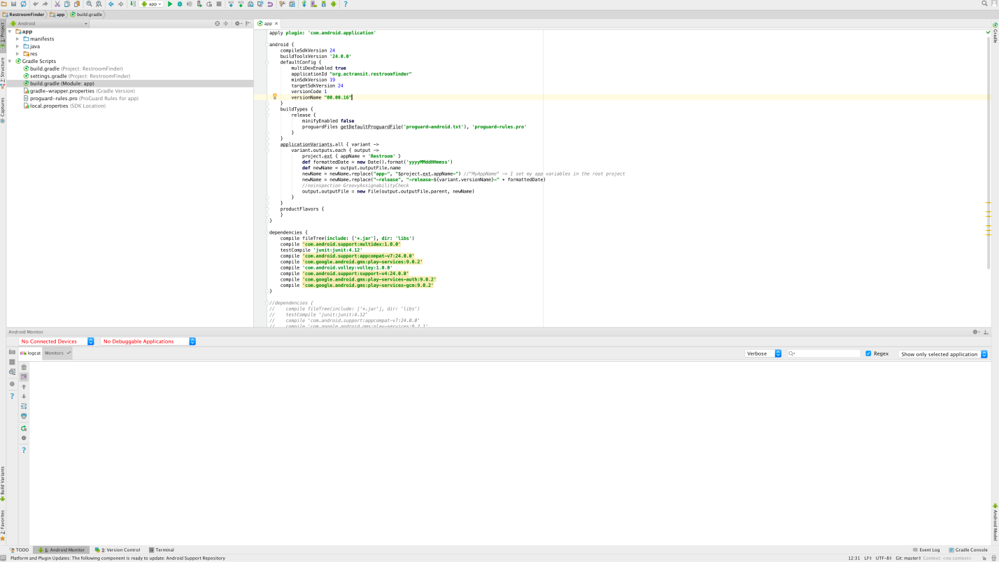 app
RestroomFinder
app
build.gradle
Android
app
1: Project
Z: Structure
Captures
Build Variants
2: Favorites
Gradle
Android Model
app
manifests
java
res
Gradle Scripts
build.gradle (Project: RestroomFinder)
settings.gradle (Project: RestroomFinder)
build.gradle (Module: app)
gradle-wrapper.properties (Gradle Version)
proguard-rules.pro (ProGuard Rules for app)
local.properties (SDK Location)
apply plugin: 'com.android.application'
android {
compileSdkVersion 24
buildToolsVersion '24.0.0'
defaultConfig {
multiDexEnabled true
applicationId "org.actransit.restroomfinder"
minSdkVersion 19
targetSdkVersion 24
versionCode 1
versionName "00.00.16"
}
buildTypes {
release {
minifyEnabled false
proguardFiles getDefaultProguardFile('proguard-android.txt'), 'proguard-rules.pro'
}
}
applicationVariants.all { variant ->
variant.outputs.each { output ->
project.ext { appName = 'Restroom' }
def formattedDate = new Date().format('yyyyMMddHHmmss')
def newName = output.outputFile.name
newName = newName.replace("app-", "$project.ext.appName-") //"MyAppName" -> I set my app variables in the root project
newName = newName.replace("-release", "-release-${variant.versionName}-" + formattedDate)
//noinspection GroovyAssignabilityCheck
output.outputFile = new File(output.outputFile.parent, newName)
}
}
productFlavors {
}
}
dependencies {
compile fileTree(include: ['*.jar'], dir: 'libs')
compile 'com.android.support:multidex:1.0.0'
testCompile 'junit:junit:4.12'
compile 'com.android.support:appcompat-v7:24.0.0'
compile 'com.google.android.gms:play-services:9.0.2'
compile 'com.android.volley:volley:1.0.0'
compile 'com.android.support:support-v4:24.0.0'
compile 'com.google.android.gms:play-services-auth:9.0.2'
compile 'com.google.android.gms:play-services-gcm:9.0.2'
}
//dependencies {
// compile fileTree(include: ['*.jar'], dir: 'libs')
// testCompile 'junit:junit:4.12'
// compile 'com.android.support:appcompat-v7:24.0.0'
// compile 'com.google.android.gms:play-services:9.2.1'
Android Monitor
No Connected Devices
No Debuggable Applications
logcat
Monitors
Verbose
Regex
Show only selected application
TODO
6: Android Monitor
9: Version Control
Terminal
Event Log
Gradle Console
Platform and Plugin Updates: The following component is ready to update: Android Support Repository
12:31 LF UTF-8 Git: master Context: <no context>